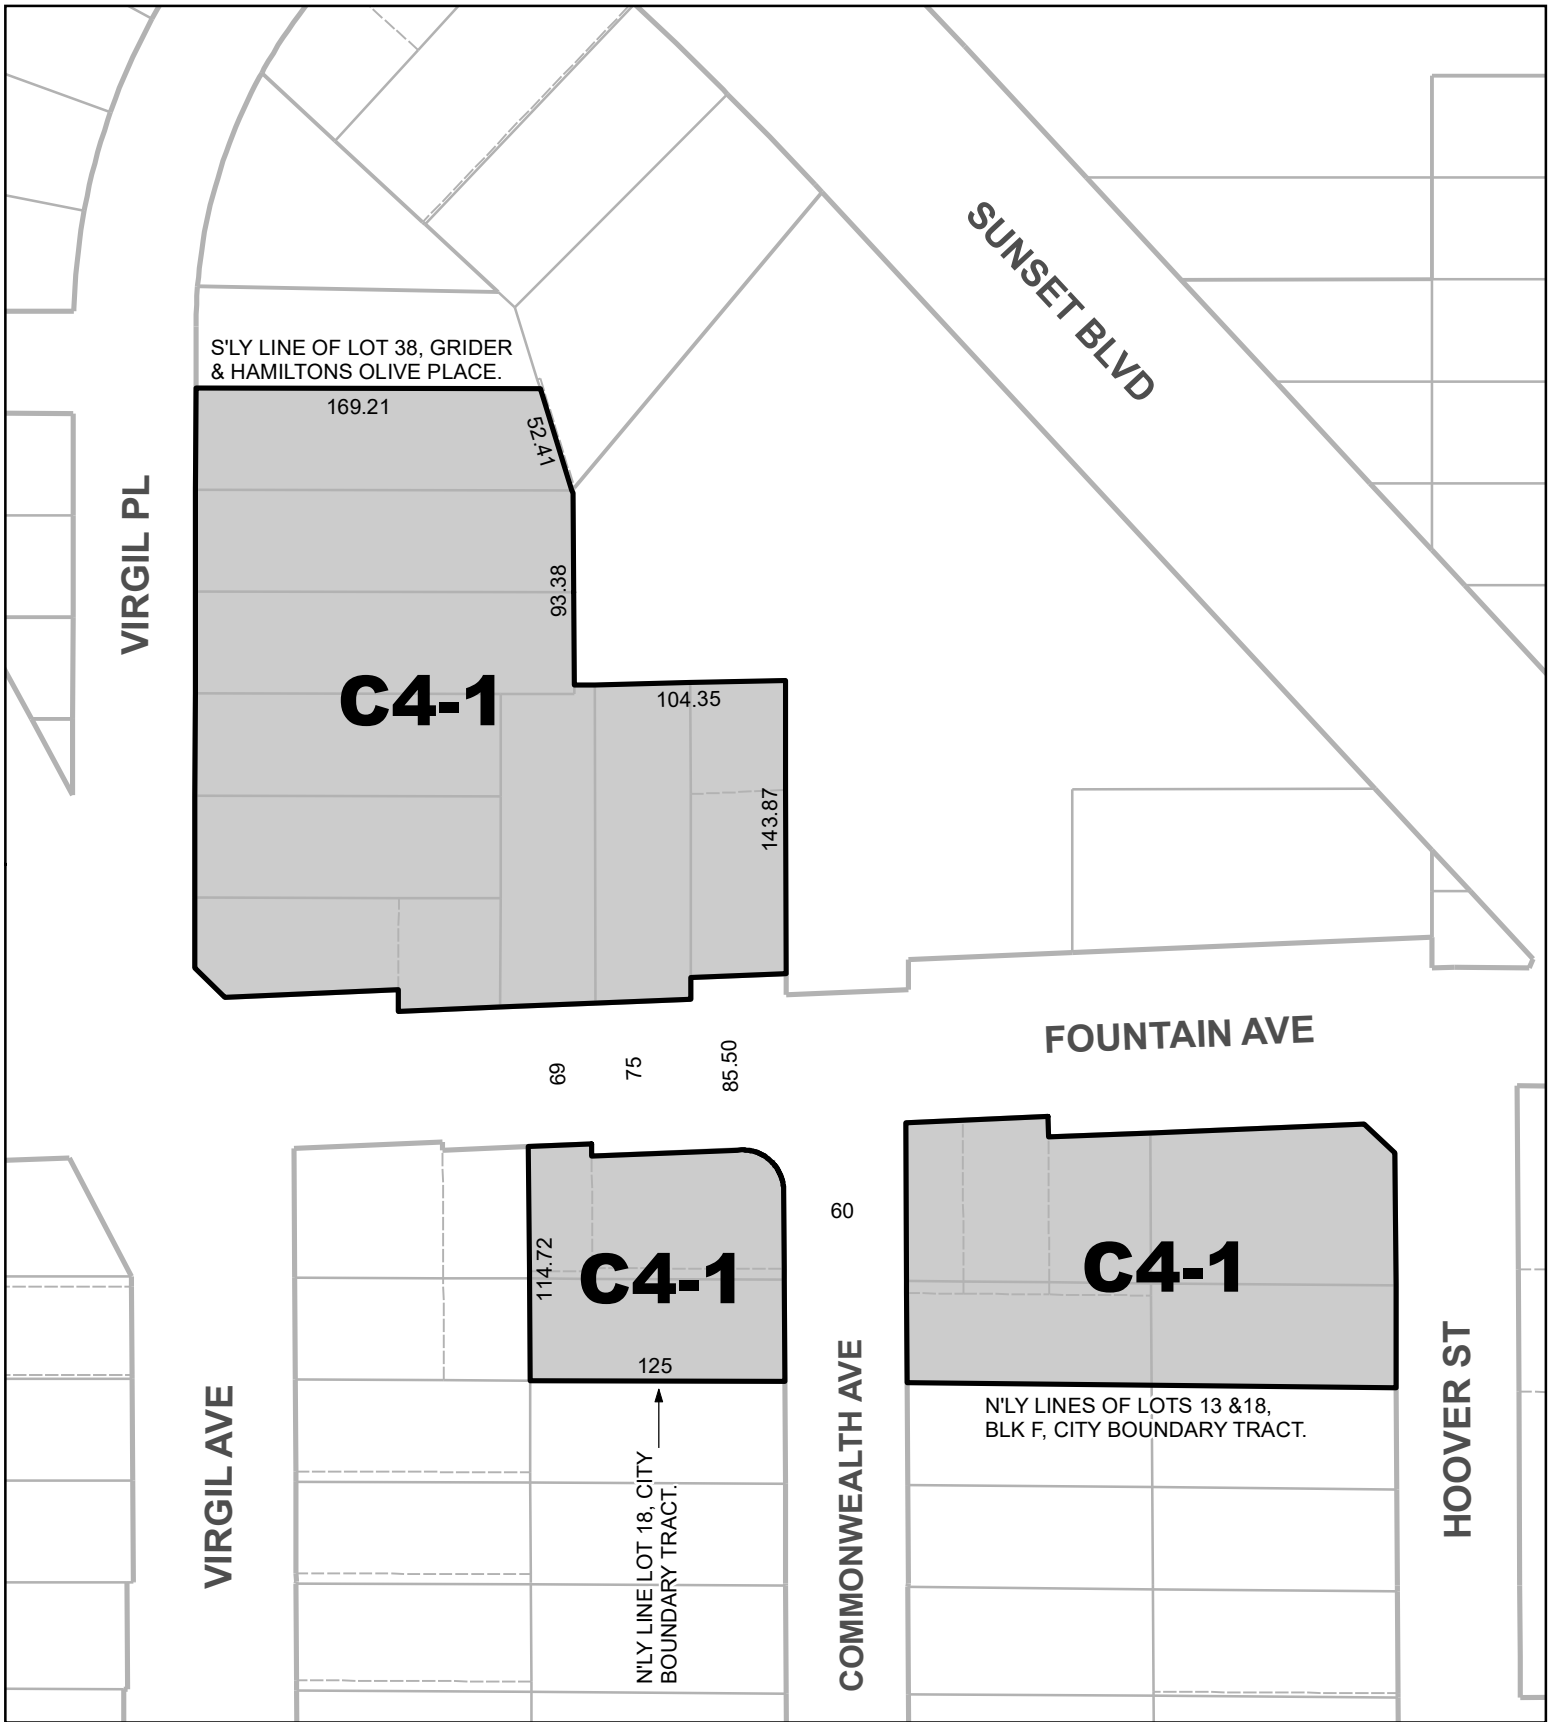 SUNSET BLVD
S'LY LINE OF LOT 38, GRIDER
& HAMILTONS OLIVE PLACE.
169.21
52.41
VIRGIL PL
93.38
C4-1
104.35
143.87
FOUNTAIN AVE
69
75
85.50
60
114.72
C4-1
C4-1
125
N'LY LINES OF LOTS 13 &18,
BLK F, CITY BOUNDARY TRACT.
N'LY LINE LOT 18, CITY
BOUNDARY TRACT.
VIRGIL AVE
COMMONWEALTH AVE
HOOVER ST